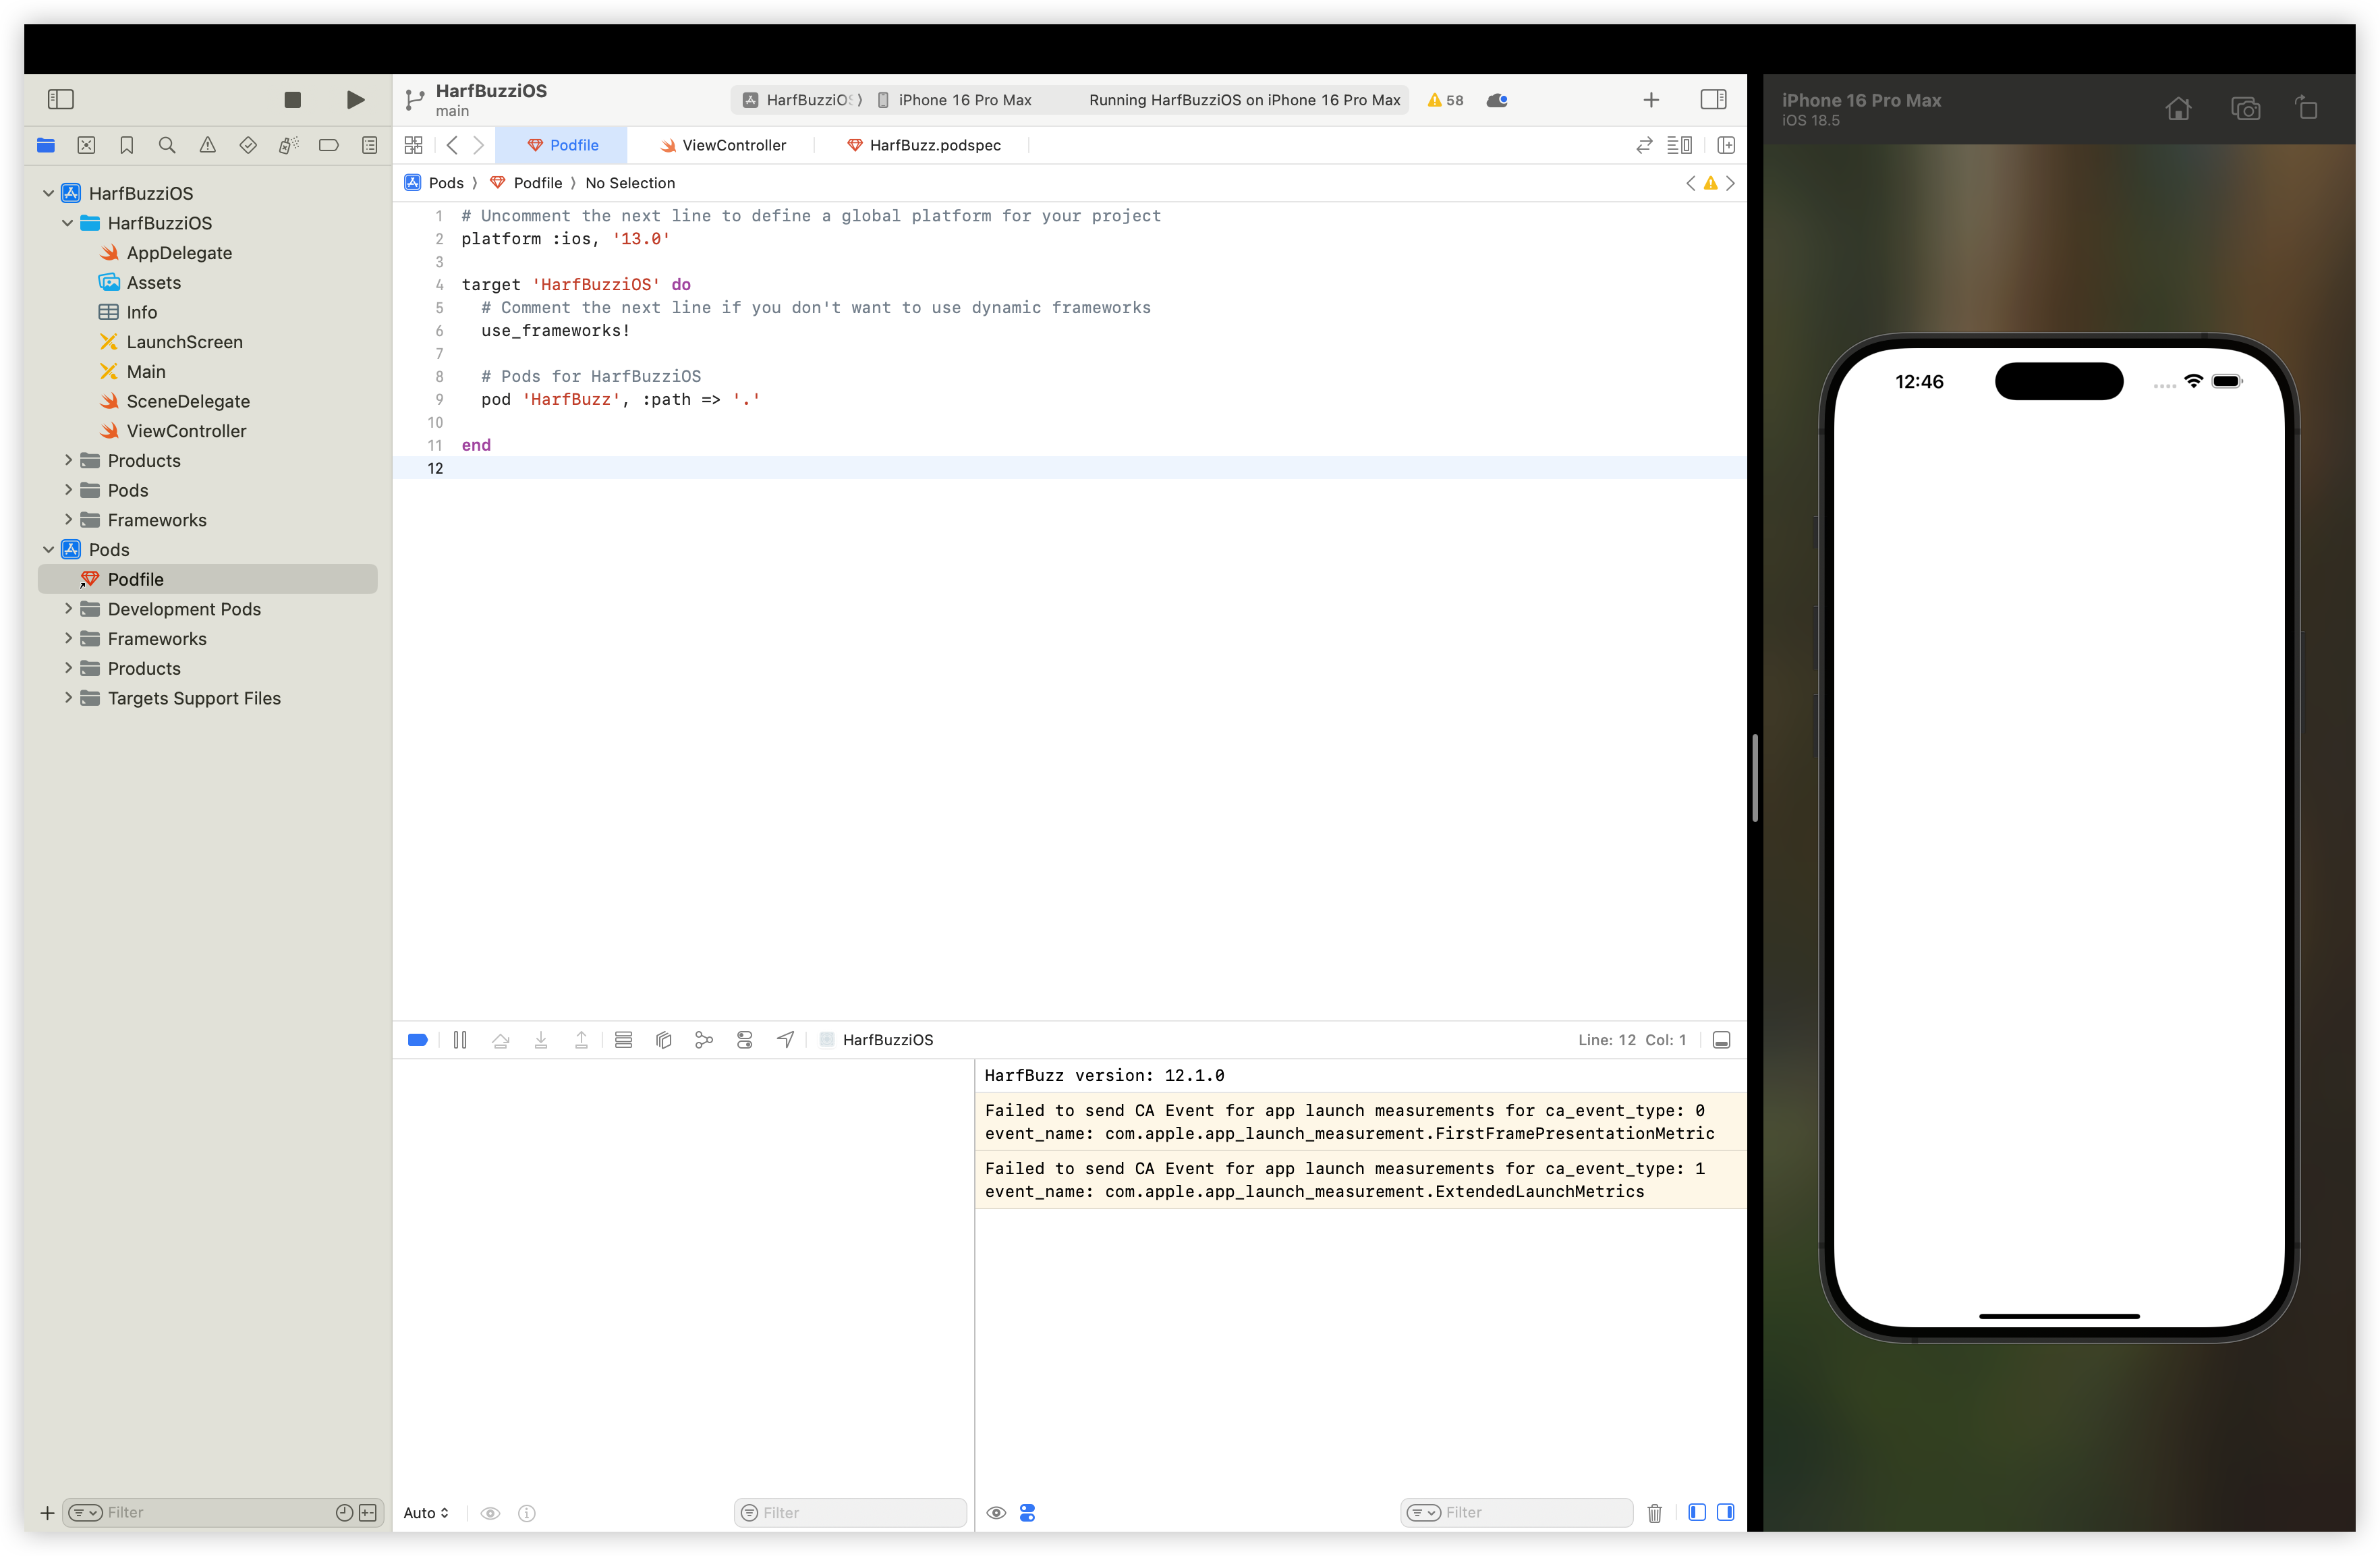 HarfBuzziOS
main
HarfBuzziOS
iPhone 16 Pro Max
Running HarfBuzziOS on iPhone 16 Pro Max
58
iPhone 16 Pro Max
iOS 18.5
Podfile
ViewController
HarfBuzz.podspec
Pods
Podfile
No Selection
HarfBuzziOS
HarfBuzziOS
AppDelegate
Assets
Info
LaunchScreen
Main
SceneDelegate
ViewController
Products
Pods
Frameworks
Pods
Podfile
Development Pods
Frameworks
Products
Targets Support Files
1 # Uncomment the next line to define a global platform for your project
2 platform :ios, '13.0'
3
4 target 'HarfBuzziOS' do
5 # Comment the next line if you don't want to use dynamic frameworks
6 use_frameworks!
7
8 # Pods for HarfBuzziOS
9 pod 'HarfBuzz', :path => '.'
10
11 end
12
12:46
HarfBuzziOS
Line: 12 Col: 1
HarfBuzz version: 12.1.0
Failed to send CA Event for app launch measurements for ca_event_type: 0
event_name: com.apple.app_launch_measurement.FirstFramePresentationMetric
Failed to send CA Event for app launch measurements for ca_event_type: 1
event_name: com.apple.app_launch_measurement.ExtendedLaunchMetrics
Filter
Auto
Filter
Filter